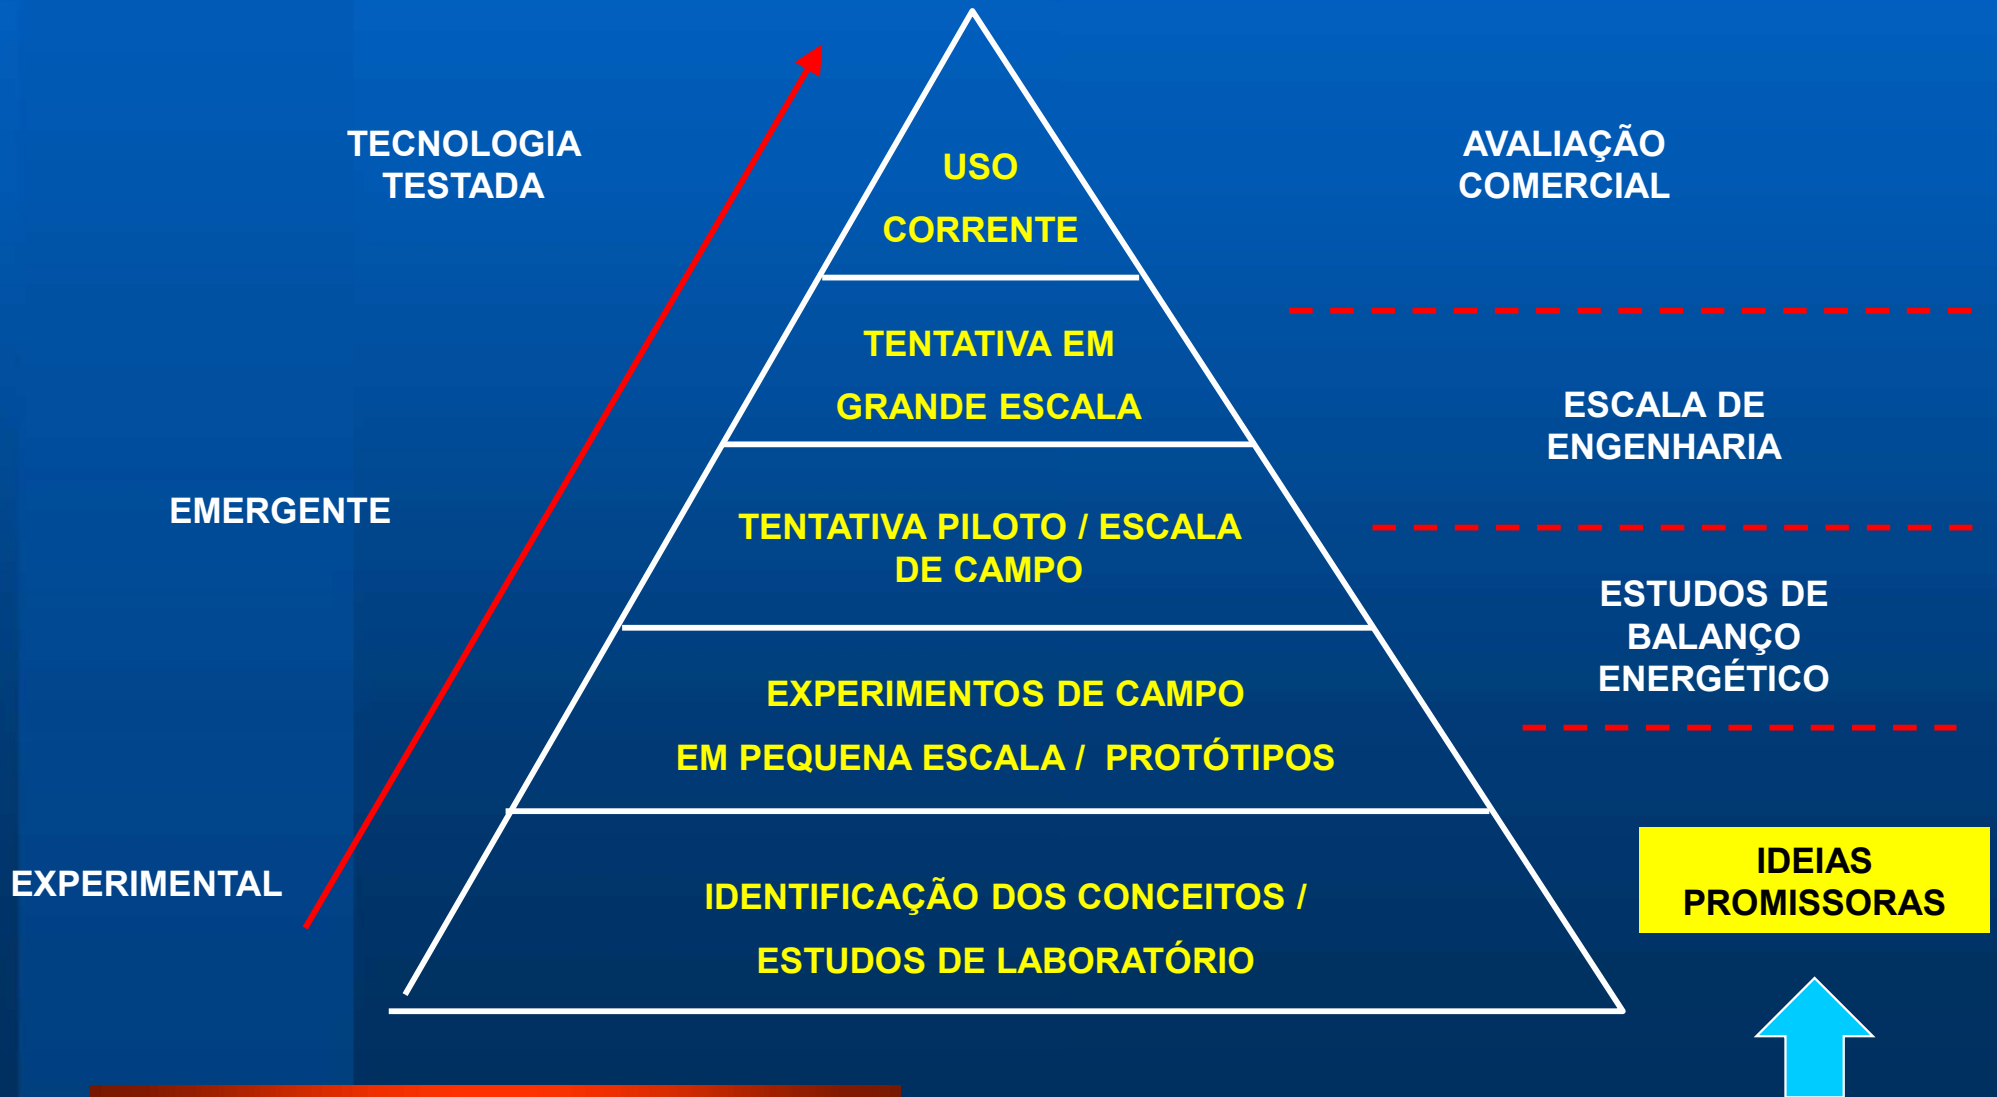 TECNOLOGIA
TESTADA
USO
CORRENTE
AVALIAÇÃO
COMERCIAL
TENTATIVA EM
GRANDE ESCALA
ESCALA DE
ENGENHARIA
EMERGENTE
TENTATIVA PILOTO / ESCALA
DE CAMPO
ESTUDOS DE
BALANÇO
ENERGÉTICO
EXPERIMENTOS DE CAMPO
EM PEQUENA ESCALA / PROTÓTIPOS
EXPERIMENTAL
IDENTIFICAÇÃO DOS CONCEITOS /
ESTUDOS DE LABORATÓRIO
IDEIAS
PROMISSORAS